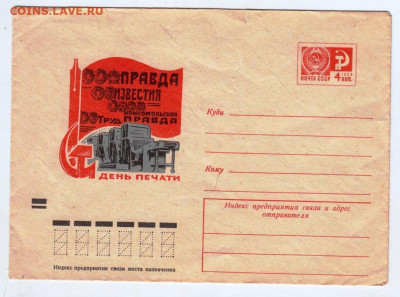 COINS.LAVE.RU
ПРАВДА
ИЗВЕСТИЯ
КОМСОМОЛЬСКАЯ
ТРУД ПРАВДА
ДЕНЬ ПЕЧАТИ
ПОЧТА СССР
4 коп.
Куда
Кому
Индекс предприятия связи и адрес
отправителя
Индекс предприятия связи места назначения